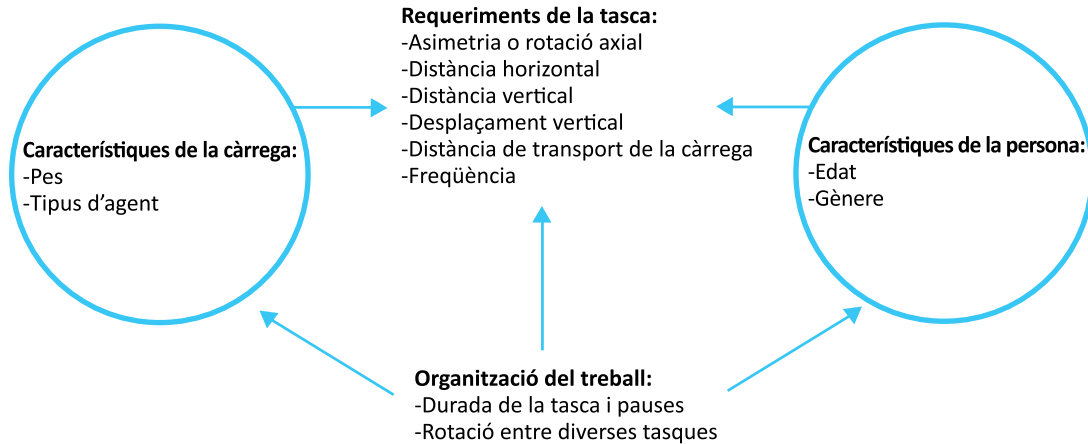 Requeriments de la tasca:
-Asimetria o rotació axial
-Distància horitzontal
-Distància vertical
-Desplaçament vertical
-Distància de transport de la càrrega
-Freqüència
Característiques de la càrrega:
-Pes
-Tipus d’agent
Característiques de la persona:
-Edat
-Gènere
Organització del treball:
-Durada de la tasca i pauses
-Rotació entre diverses tasques